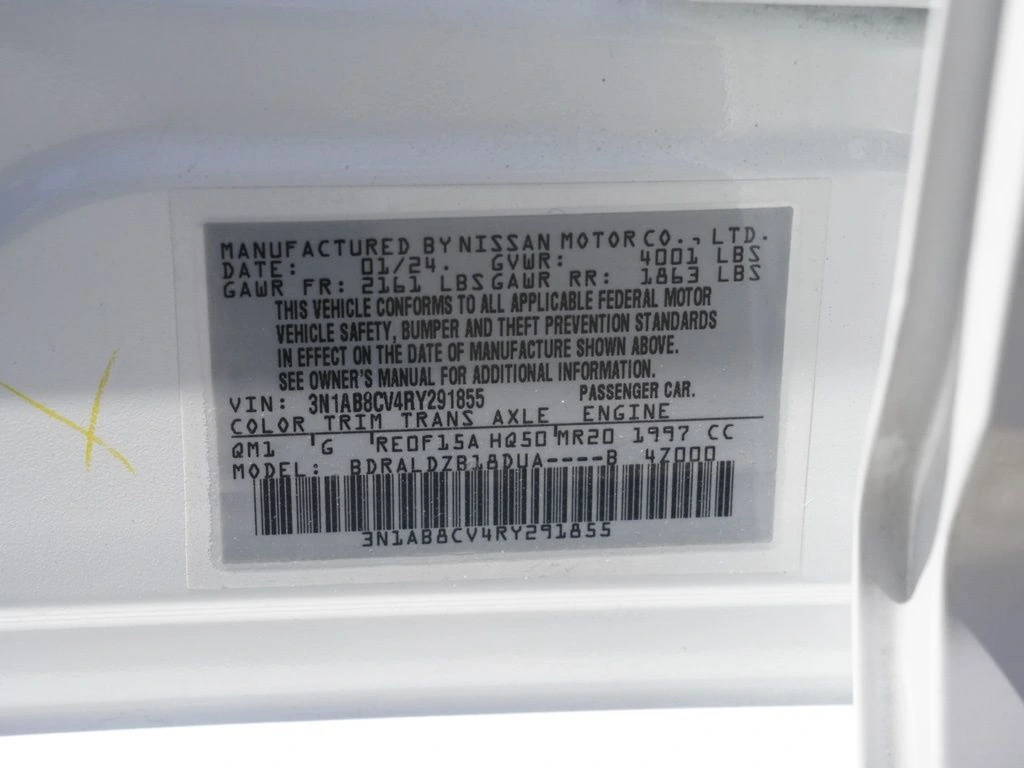 MANUFACTURED BY NISSAN MOTOR CO., LTD.
DATE: 01/24. GVWR: 4001 LBS
GAWR FR: 2161 LBS GAWR RR: 1863 LBS
THIS VEHICLE CONFORMS TO ALL APPLICABLE FEDERAL MOTOR
VEHICLE SAFETY, BUMPER AND THEFT PREVENTION STANDARDS
IN EFFECT ON THE DATE OF MANUFACTURE SHOWN ABOVE.
SEE OWNER'S MANUAL FOR ADDITIONAL INFORMATION.
VIN: 3N1AB8CV4RY291855 PASSENGER CAR.
COLOR TRIM TRANS AXLE ENGINE
QM1 'G 'RE0F15A HQ50'MR20 1997 CC
MODEL: BDRALDZB18DUA----B 4Z000
3N1AB8CV4RY291855